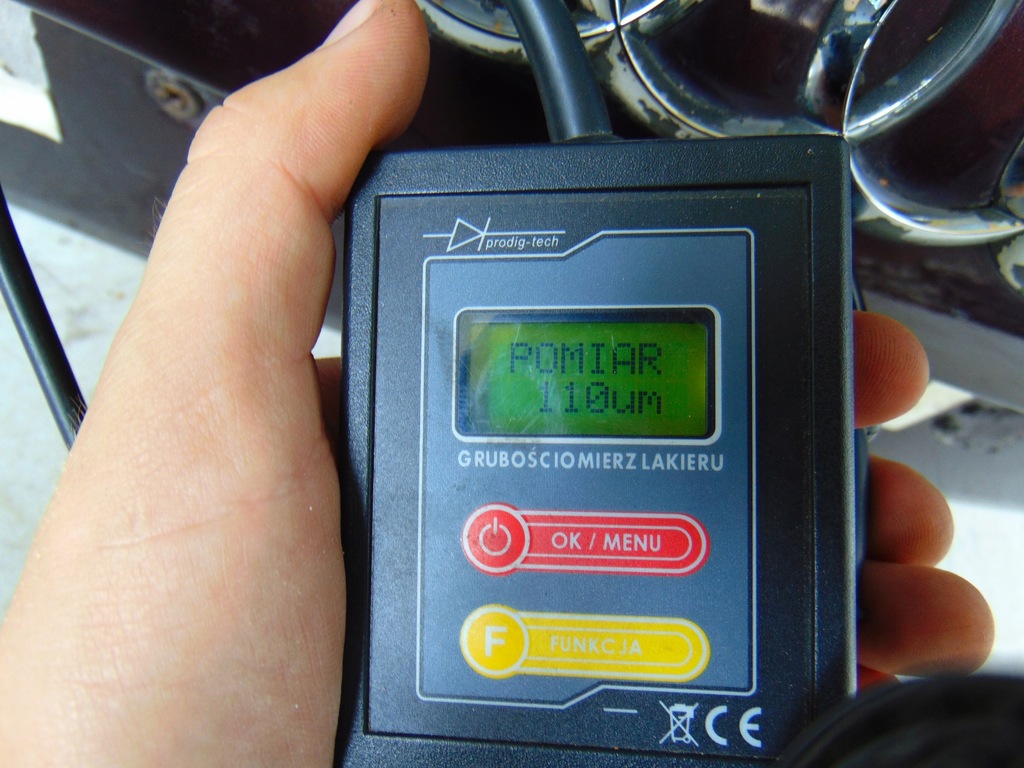 prodig-tech
POMIAR
110um
GRUBOŚCIOMIERZ LAKIERU
OK / MENU
F FUNKCJA
CE